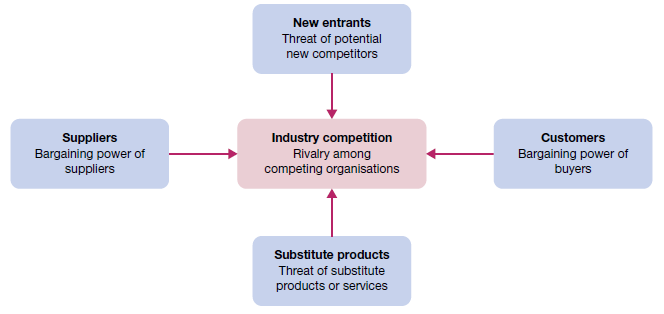 New entrants
Threat of potential
new competitors
Suppliers
Bargaining power of
suppliers
Industry competition
Rivalry among
competing organisations
Customers
Bargaining power of
buyers
Substitute products
Threat of substitute
products or services